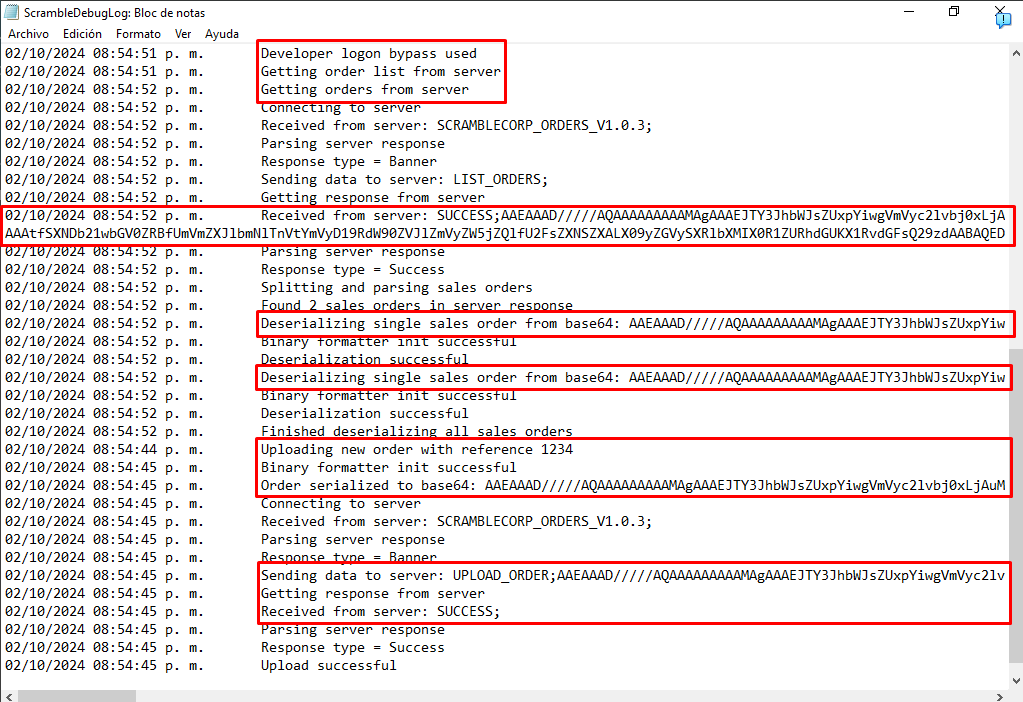 ScrambleDebugLog: Bloc de notas
Archivo Edición Formato Ver Ayuda
02/10/2024 08:54:51 p. m. Developer logon bypass used
02/10/2024 08:54:51 p. m. Getting order list from server
02/10/2024 08:54:52 p. m. Getting orders from server
02/10/2024 08:54:52 p. m. Connecting to server
02/10/2024 08:54:52 p. m. Received from server: SCRAMBLECORP_ORDERS_V1.0.3;
02/10/2024 08:54:52 p. m. Parsing server response
02/10/2024 08:54:52 p. m. Response type = Banner
02/10/2024 08:54:52 p. m. Sending data to server: LIST_ORDERS;
02/10/2024 08:54:52 p. m. Getting response from server
02/10/2024 08:54:52 p. m. Received from server: SUCCESS;AAEAAAD/////AQAAAAAAAAAMAgAAAEJTY3JhbWJsZUxpYiwgVmVyc2lvbj0xLjA
AAAtfSXNDb21wbGV0ZRBfUmVmZXJlbmNlTnVtYmVyD19RdW90ZVJlZmVyZW5jZQlfU2FsZXNSZXALX09yZGVySXRlbXMIX0R1ZURhdGUKX1RvdGFsQ29zdAABAQED
02/10/2024 08:54:52 p. m. Parsing server response
02/10/2024 08:54:52 p. m. Response type = Success
02/10/2024 08:54:52 p. m. Splitting and parsing sales orders
02/10/2024 08:54:52 p. m. Found 2 sales orders in server response
02/10/2024 08:54:52 p. m. Deserializing single sales order from base64: AAEAAAD/////AQAAAAAAAAAMAgAAAEJTY3JhbWJsZUxpYiw
02/10/2024 08:54:52 p. m. Binary formatter init successful
02/10/2024 08:54:52 p. m. Deserialization successful
02/10/2024 08:54:52 p. m. Deserializing single sales order from base64: AAEAAAD/////AQAAAAAAAAAMAgAAAEJTY3JhbWJsZUxpYiw
02/10/2024 08:54:52 p. m. Binary formatter init successful
02/10/2024 08:54:52 p. m. Deserialization successful
02/10/2024 08:54:52 p. m. Finished deserializing all sales orders
02/10/2024 08:54:44 p. m. Uploading new order with reference 1234
02/10/2024 08:54:45 p. m. Binary formatter init successful
02/10/2024 08:54:45 p. m. Order serialized to base64: AAEAAAD/////AQAAAAAAAAAMAgAAAEJTY3JhbWJsZUxpYiwgVmVyc2lvbj0xLjAuM
02/10/2024 08:54:45 p. m. Connecting to server
02/10/2024 08:54:45 p. m. Received from server: SCRAMBLECORP_ORDERS_V1.0.3;
02/10/2024 08:54:45 p. m. Parsing server response
02/10/2024 08:54:45 p. m. Response type = Banner
02/10/2024 08:54:45 p. m. Sending data to server: UPLOAD_ORDER;AAEAAAD/////AQAAAAAAAAAMAgAAAEJTY3JhbWJsZUxpYiwgVmVyc2lv
02/10/2024 08:54:45 p. m. Getting response from server
02/10/2024 08:54:45 p. m. Received from server: SUCCESS;
02/10/2024 08:54:45 p. m. Parsing server response
02/10/2024 08:54:45 p. m. Response type = Success
02/10/2024 08:54:45 p. m. Upload successful